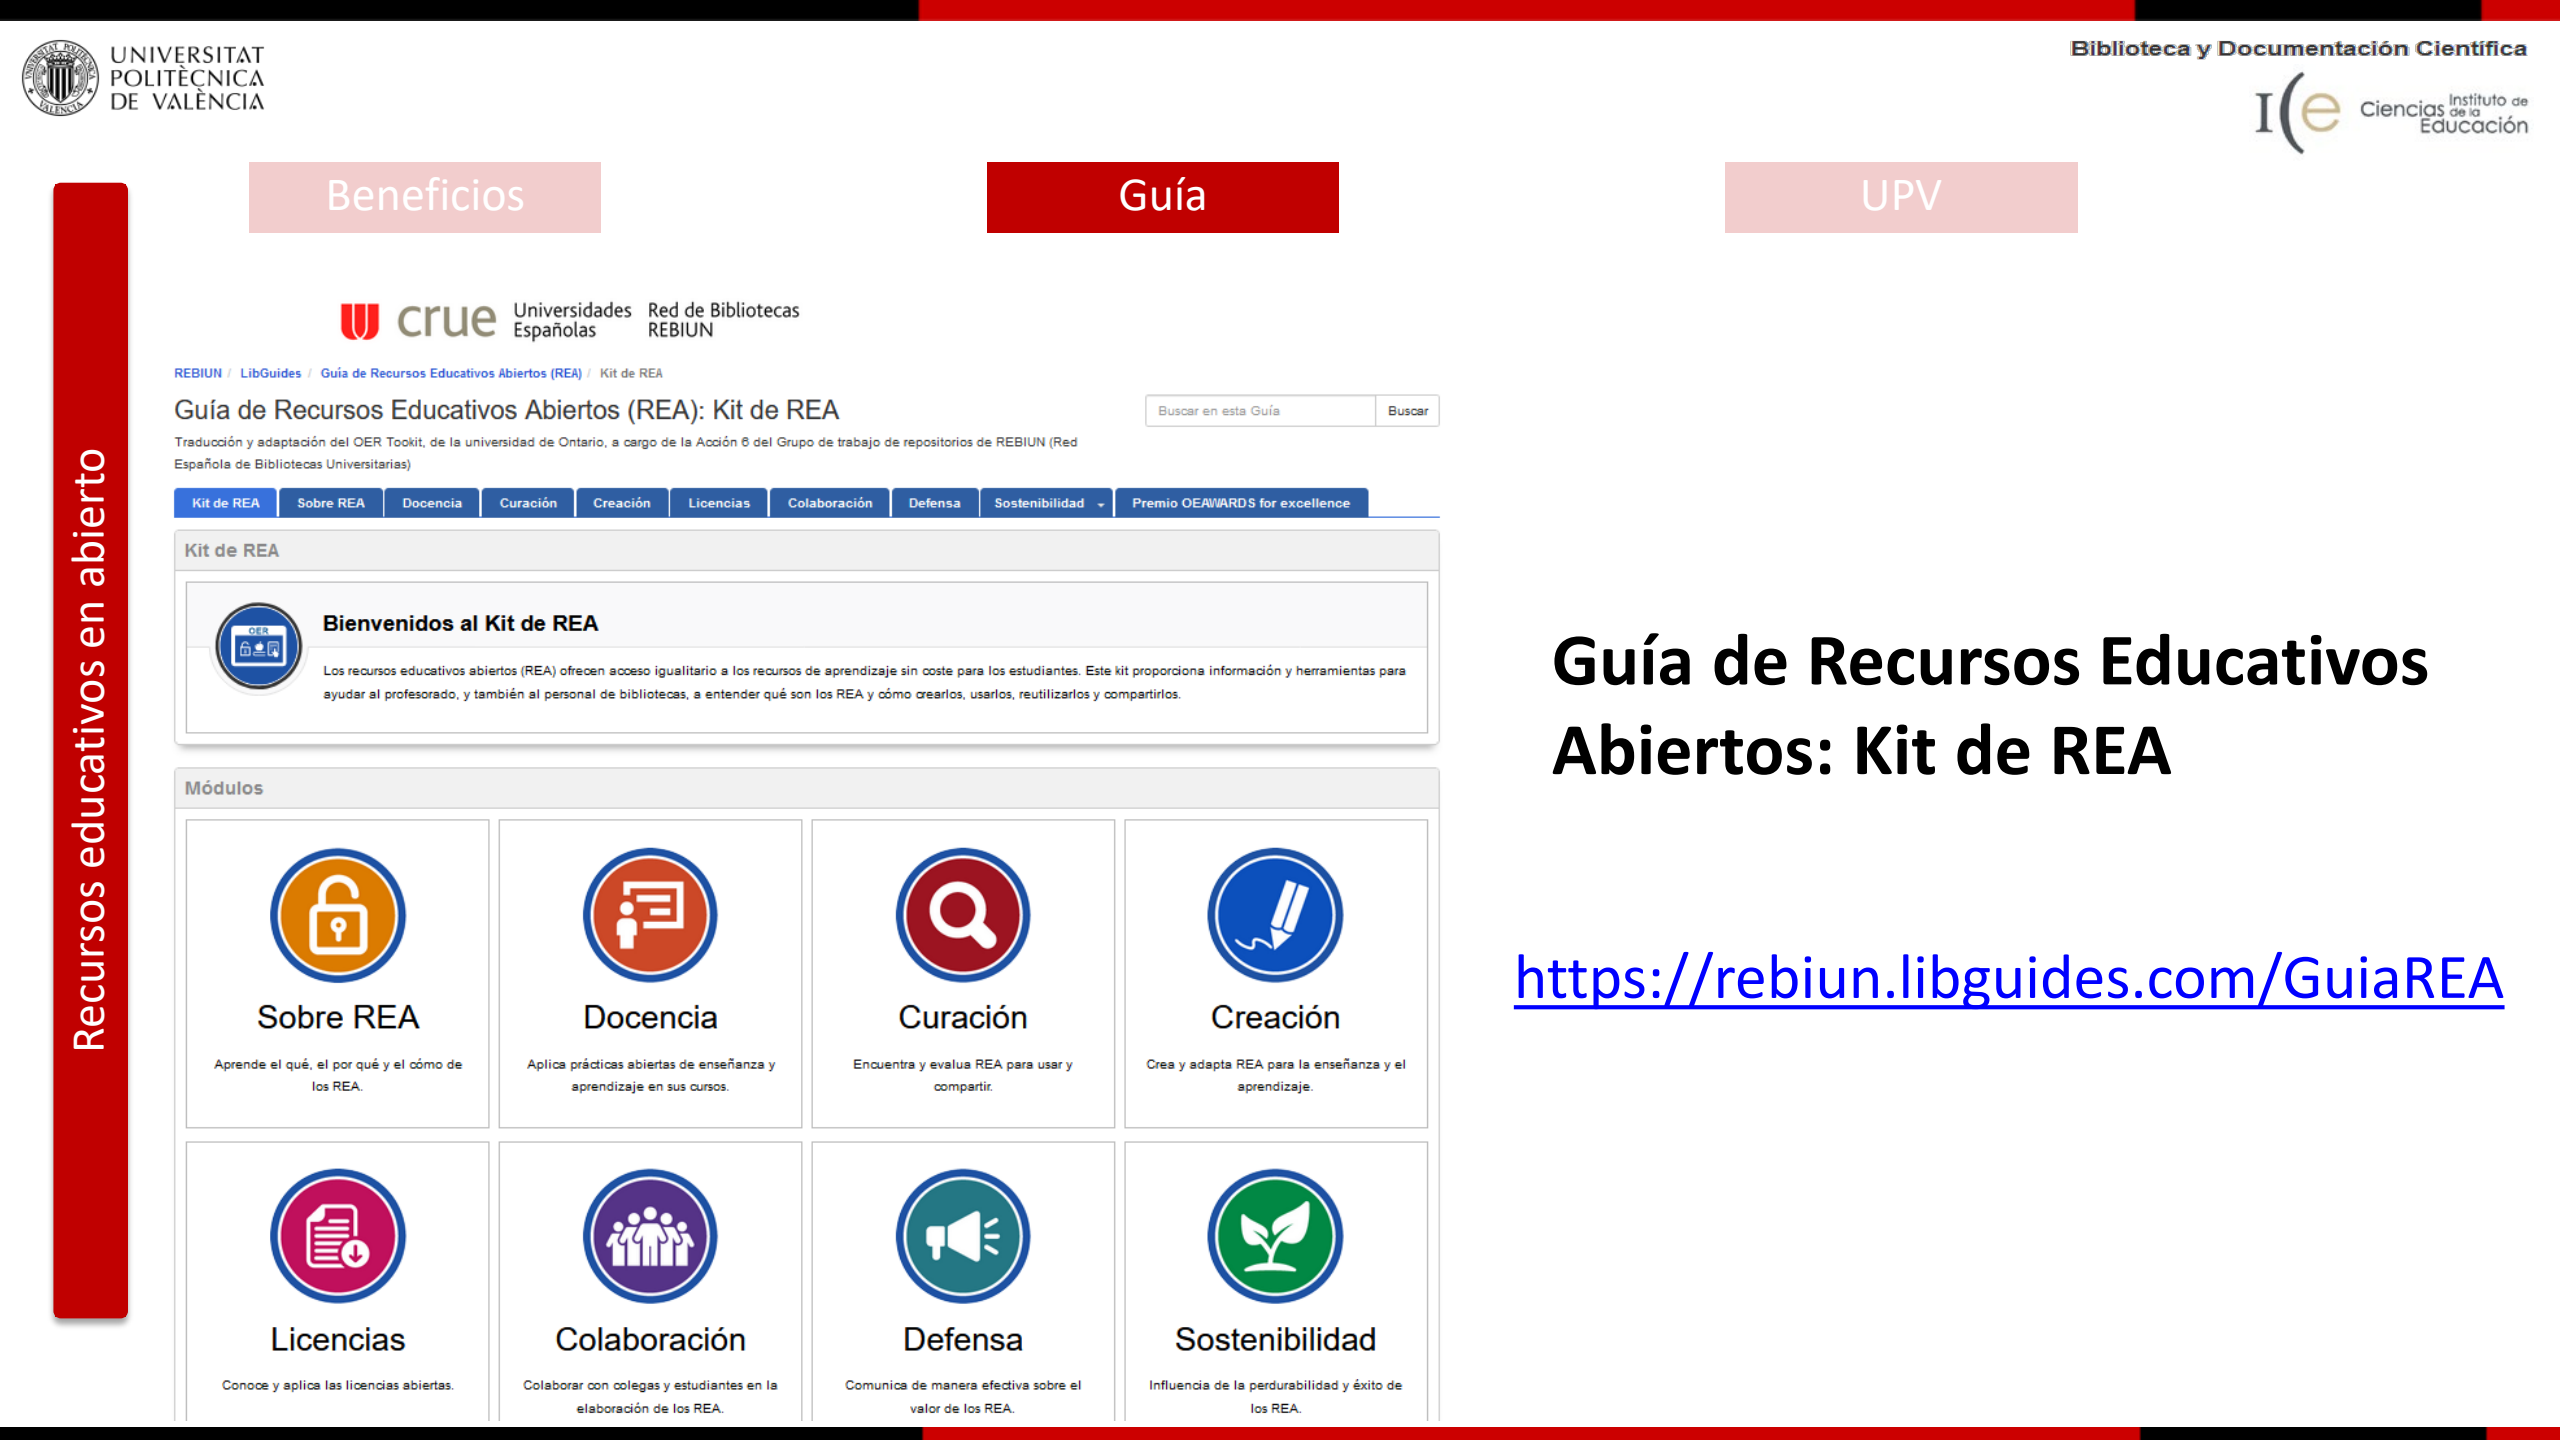 UNIVERSITAT
POLITÈCNICA
DE VALÈNCIA
Biblioteca y Documentación Científica
Ice Instituto de
Ciencias de la
Educación
Beneficios
Guía
UPV
Recursos educativos en abierto
crue Universidades Españolas Red de Bibliotecas REBIUN
REBIUN / LibGuides / Guía de Recursos Educativos Abiertos (REA) / Kit de REA
Guía de Recursos Educativos Abiertos (REA): Kit de REA
Buscar en esta Guía Buscar
Traducción y adaptación del OER Tookit, de la universidad de Ontario, a cargo de la Acción 6 del Grupo de trabajo de repositorios de REBIUN (Red
Española de Bibliotecas Universitarias)
Kit de REA Sobre REA Docencia Curación Creación Licencias Colaboración Defensa Sostenibilidad Premio OEAWARDS for excellence
Kit de REA
OER
Bienvenidos al Kit de REA
Los recursos educativos abiertos (REA) ofrecen acceso igualitario a los recursos de aprendizaje sin coste para los estudiantes. Este kit proporciona información y herramientas para
ayudar al profesorado, y también al personal de bibliotecas, a entender qué son los REA y cómo crearlos, usarlos, reutilizarlos y compartirlos.
Módulos
Sobre REA
Aprende el qué, el por qué y el cómo de
los REA.
Docencia
Aplica prácticas abiertas de enseñanza y
aprendizaje en sus cursos.
Curación
Encuentra y evalua REA para usar y
compartir.
Creación
Crea y adapta REA para la enseñanza y el
aprendizaje.
Licencias
Conoce y aplica las licencias abiertas.
Colaboración
Colaborar con colegas y estudiantes en la
elaboración de los REA.
Defensa
Comunica de manera efectiva sobre el
valor de los REA.
Sostenibilidad
Influencia de la perdurabilidad y éxito de
los REA.
Guía de Recursos Educativos
Abiertos: Kit de REA
https://rebiun.libguides.com/GuiaREA